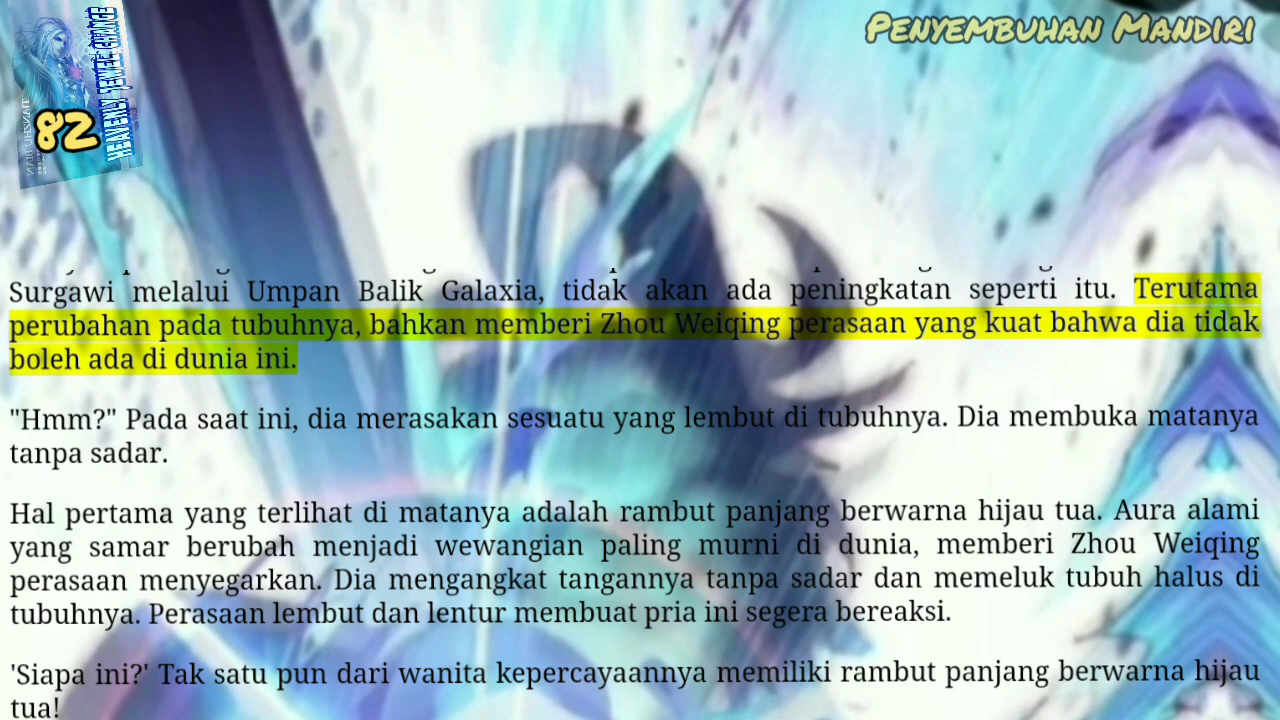 PENYEMBUHAN MANDIRI
HEAVENLY JEWEL CHANGE
82
Surgawi melalui Umpan Balik Galaxia, tidak akan ada peningkatan seperti itu. Terutama
perubahan pada tubuhnya, bahkan memberi Zhou Weiqing perasaan yang kuat bahwa dia tidak
boleh ada di dunia ini.
"Hmm?" Pada saat ini, dia merasakan sesuatu yang lembut di tubuhnya. Dia membuka matanya
tanpa sadar.
Hal pertama yang terlihat di matanya adalah rambut panjang berwarna hijau tua. Aura alami
yang samar berubah menjadi wewangian paling murni di dunia, memberi Zhou Weiqing
perasaan menyegarkan. Dia mengangkat tangannya tanpa sadar dan memeluk tubuh halus di
tubuhnya. Perasaan lembut dan lentur membuat pria ini segera bereaksi.
'Siapa ini?' Tak satu pun dari wanita kepercayaannya memiliki rambut panjang berwarna hijau
tua!